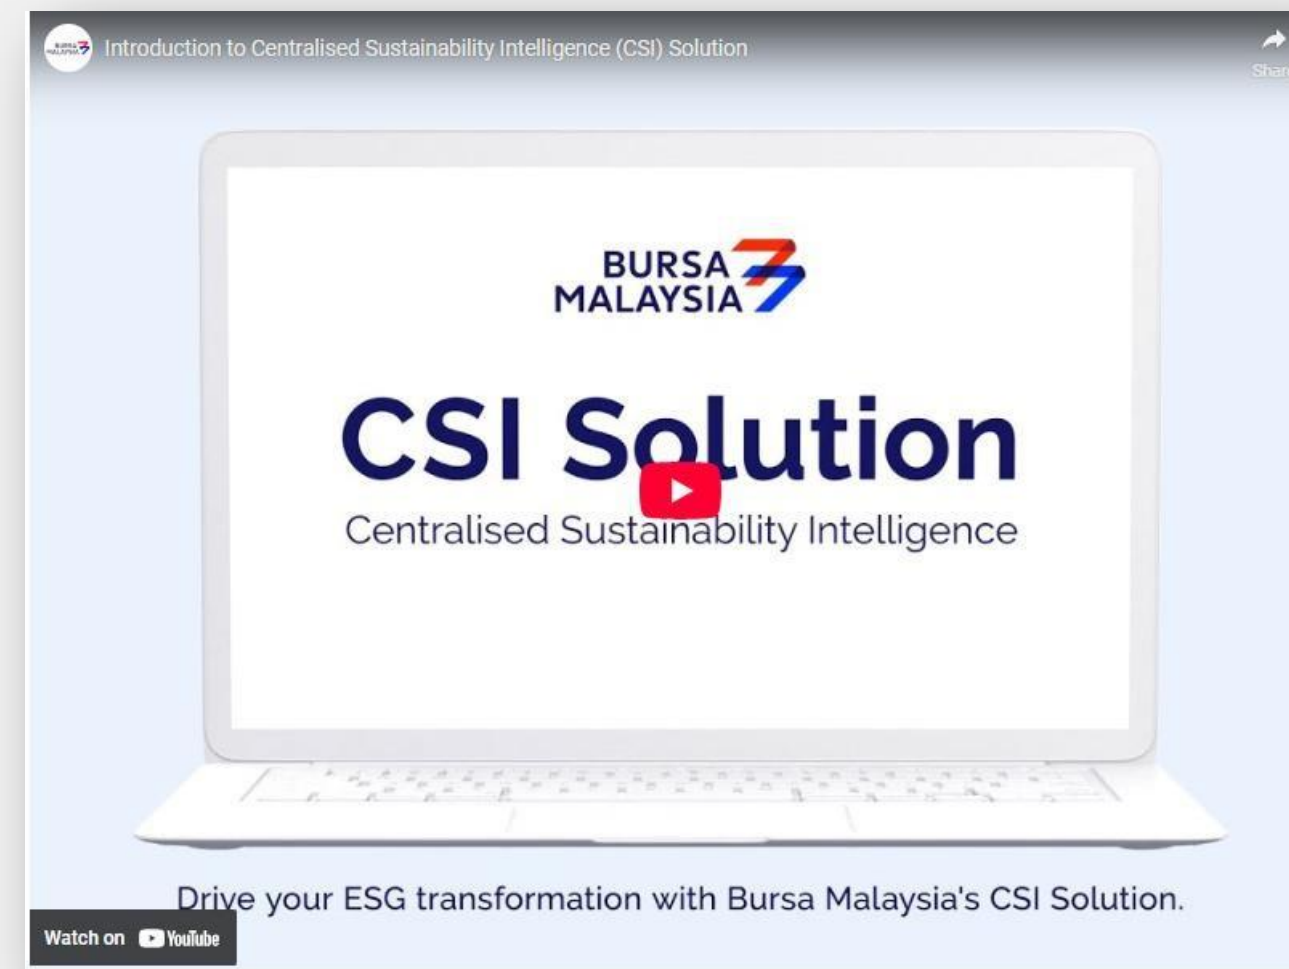 Introduction to Centralised Sustainability Intelligence (CSI) Solution
Share
BURSA
MALAYSIA
CSI Solution
Centralised Sustainability Intelligence
Drive your ESG transformation with Bursa Malaysia's CSI Solution.
Watch on YouTube